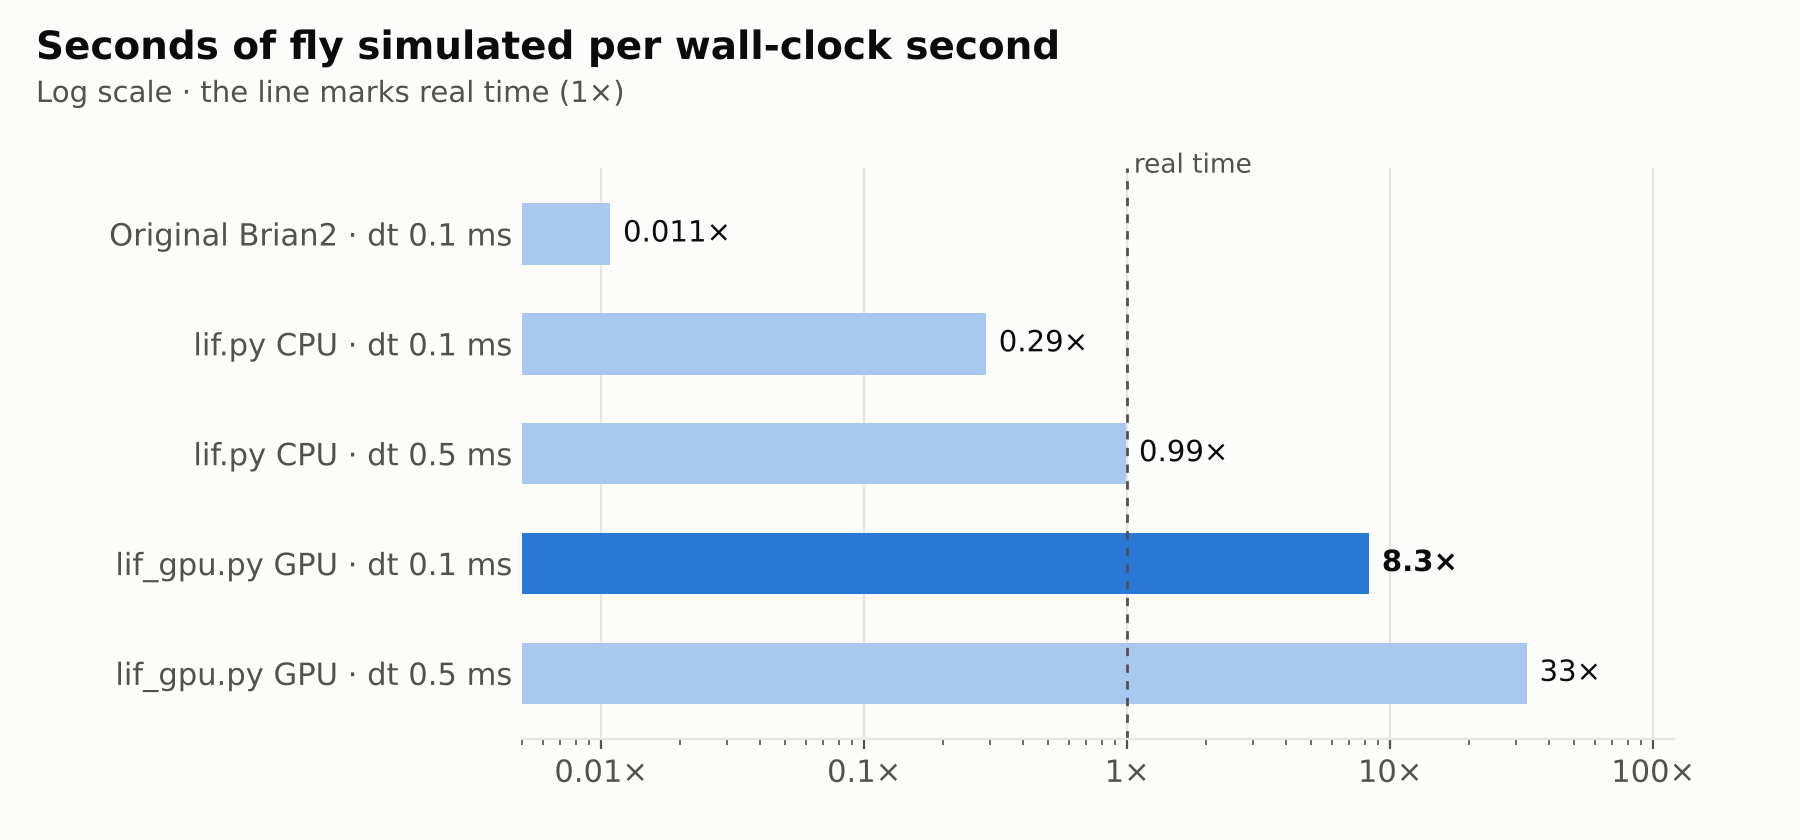 Seconds of fly simulated per wall-clock second
Log scale · the line marks real time (1×)
real time
Original Brian2 · dt 0.1 ms 0.011×
lif.py CPU · dt 0.1 ms 0.29×
lif.py CPU · dt 0.5 ms 0.99×
lif_gpu.py GPU · dt 0.1 ms 8.3×
lif_gpu.py GPU · dt 0.5 ms 33×
0.01× 0.1× 1× 10× 100×